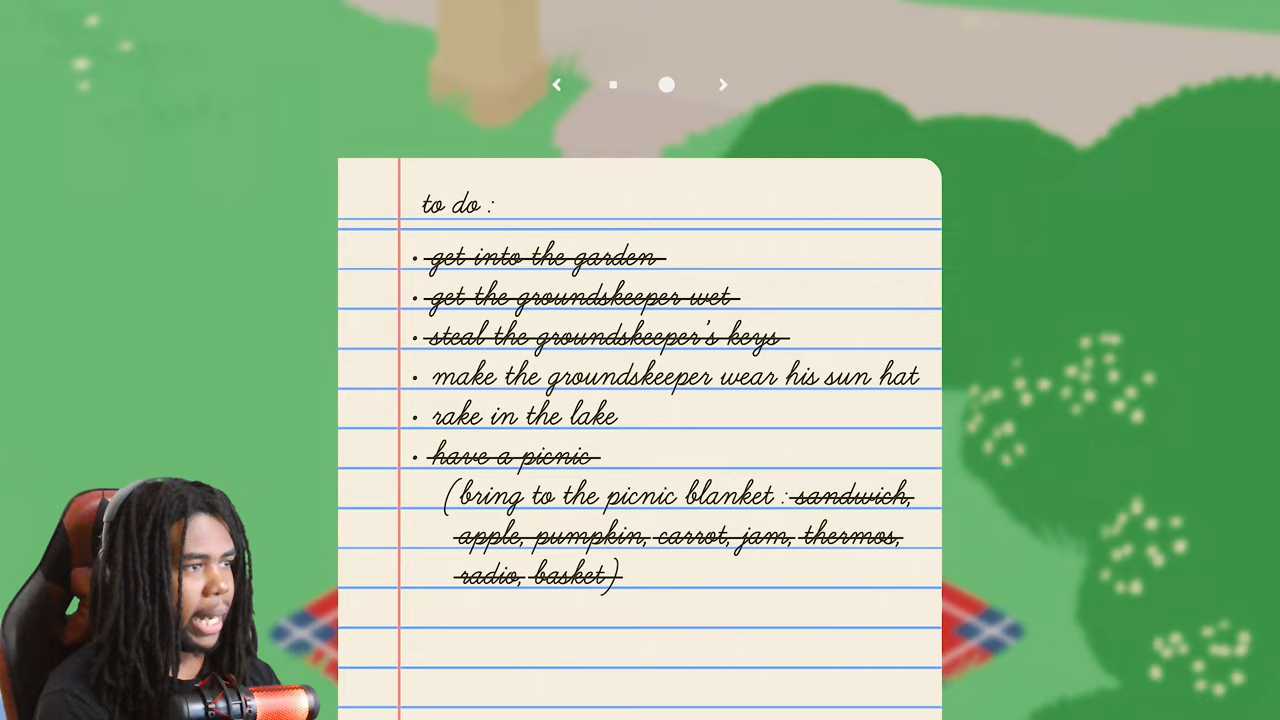 to do :
• get into the garden
• get the groundskeeper wet
• steal the groundskeeper's keys
• make the groundskeeper wear his sun hat
• rake in the lake
• have a picnic
(bring to the picnic blanket : sandwich,
apple, pumpkin, carrot, jam, thermos,
radio, basket)